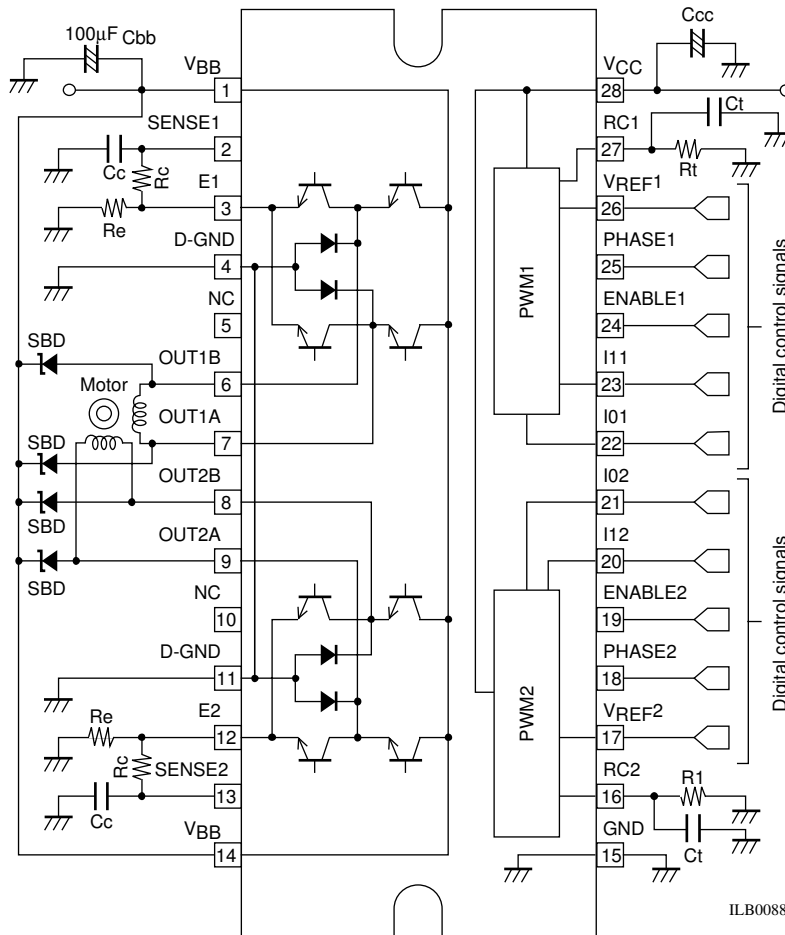 100µF Cbb
Ccc
VBB
1
VCC
28
Ct
SENSE1
2
RC1
27
Cc
Rc
Rt
E1
3
VREF1
26
Re
D-GND
4
PHASE1
25
NC
5
PWM1
ENABLE1
24
Digital control signals
SBD
OUT1B
6
I11
23
Motor
OUT1A
7
I01
22
SBD
OUT2B
8
I02
21
SBD
OUT2A
9
I12
20
SBD
NC
10
ENABLE2
19
Digital control signals
D-GND
11
PHASE2
18
PWM2
Re
E2
12
VREF2
17
Rc
SENSE2
13
RC2
16
R1
Cc
VBB
14
GND
15
Ct
ILB0088